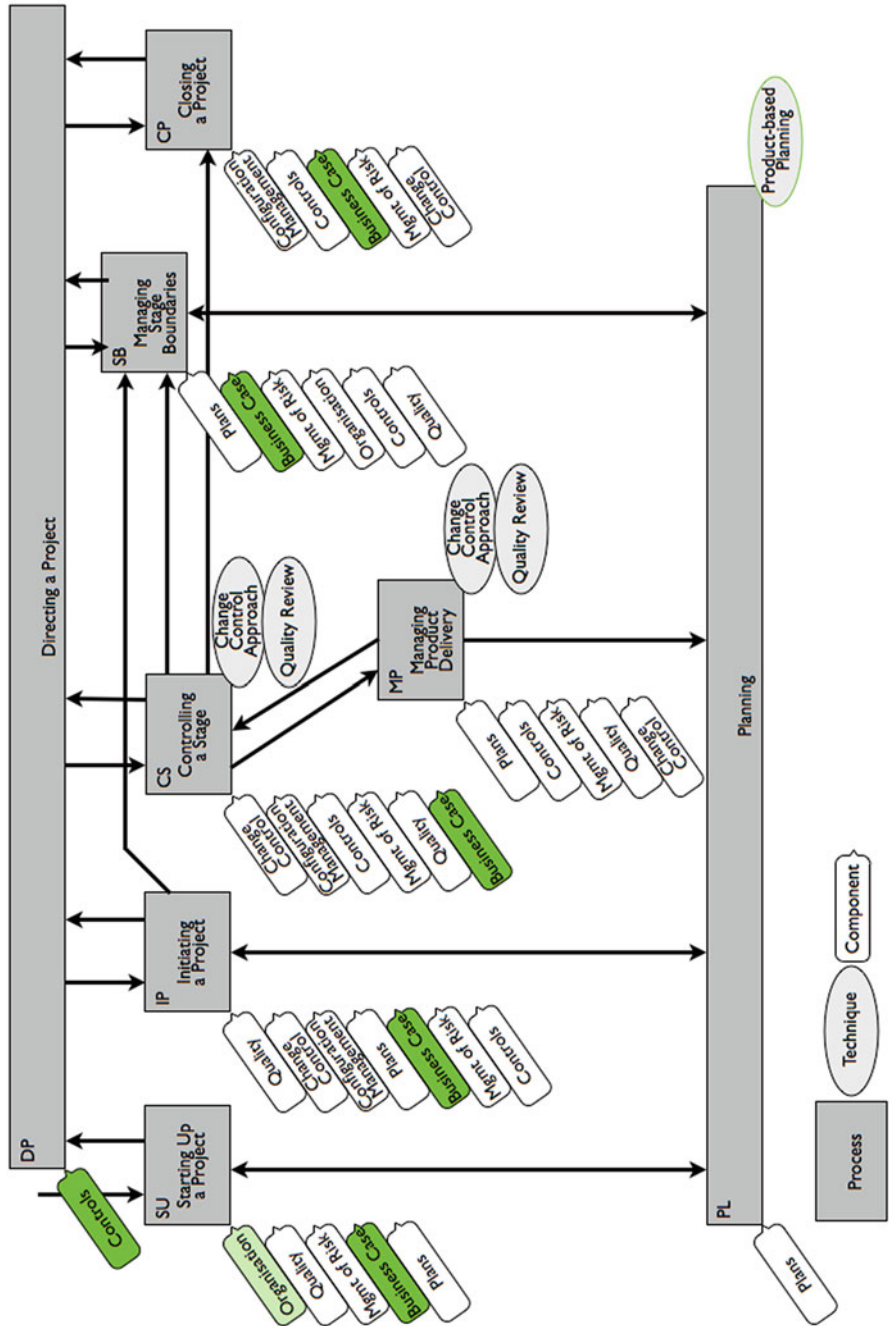 DP
Directing a Project
Controls
SU
Starting Up
a Project
Organisation
Quality
Mgmt of Risk
Business Case
Plans
IP
Initiating
a Project
Quality
Change
Control
Configuration
Management
Plans
Business Case
Mgmt of Risk
Controls
CS
Controlling
a Stage
Change
Control
Approach
Quality Review
Change
Control
Configuration
Management
Controls
Mgmt of Risk
Quality
Business Case
MP
Managing
Product
Delivery
Change
Control
Approach
Quality Review
Plans
Controls
Mgmt of Risk
Quality
Change
Control
SB
Managing
Stage
Boundaries
Plans
Business Case
Mgmt of Risk
Organisation
Controls
Quality
CP
Closing
a Project
Configuration
Management
Controls
Business Case
Mgmt of Risk
Change
Control
PL
Planning
Product-based
Planning
Plans
Process
Technique
Component